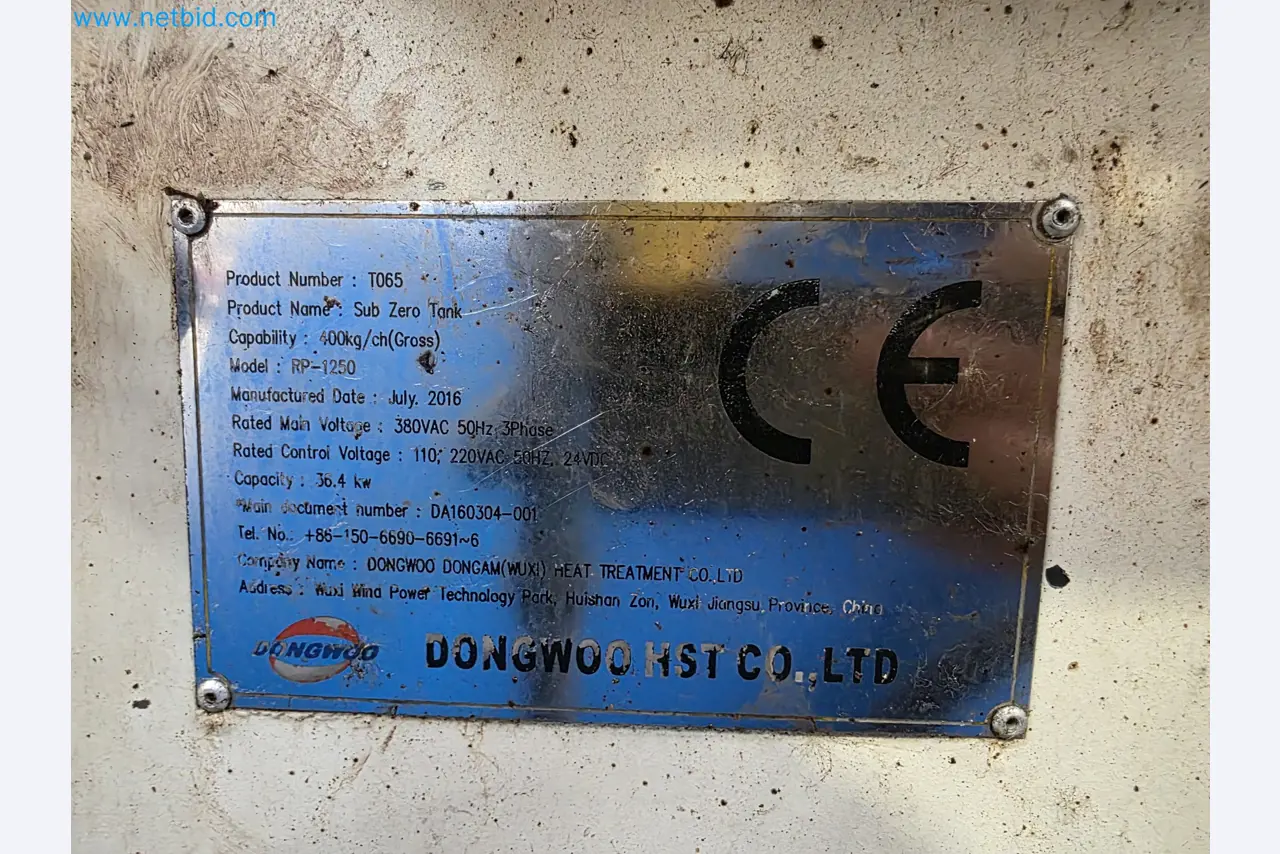 www.netbid.com
Product Number : T065
Product Name : Sub Zero Tank
Capability : 400kg/ch(Gross)
Model : RP-1250
Manufactured Date : July. 2016
Rated Main Voltage : 380VAC 50Hz 3Phase
Rated Control Voltage : 110, 220VAC 50HZ, 24VDC
Capacity : 36.4 kw
Main document number : DA160304-001
Tel. No. : +86-150-6690-6691~6
Company Name : DONGWOO DONGAM(WUXI) HEAT TREATMENT CO.,LTD
Address : Wuxi Wind Power Technology Park, Huishan Zon, Wuxi Jiangsu Province, China
CE
DONGWOO
DONGWOO HST CO.,LTD